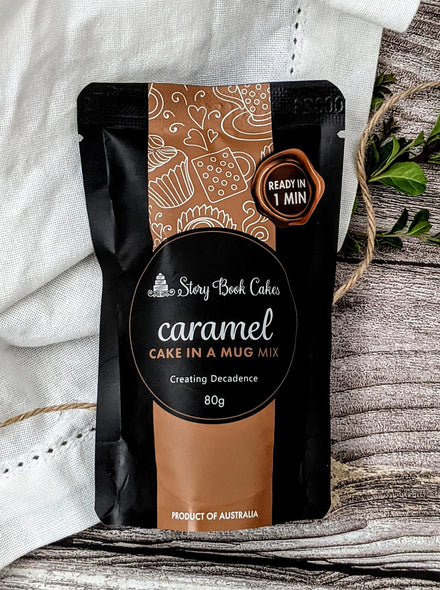 READY IN
1 MIN
Story Book Cakes
caramel
CAKE IN A MUG MIX
Creating Decadence
80g
PRODUCT OF AUSTRALIA